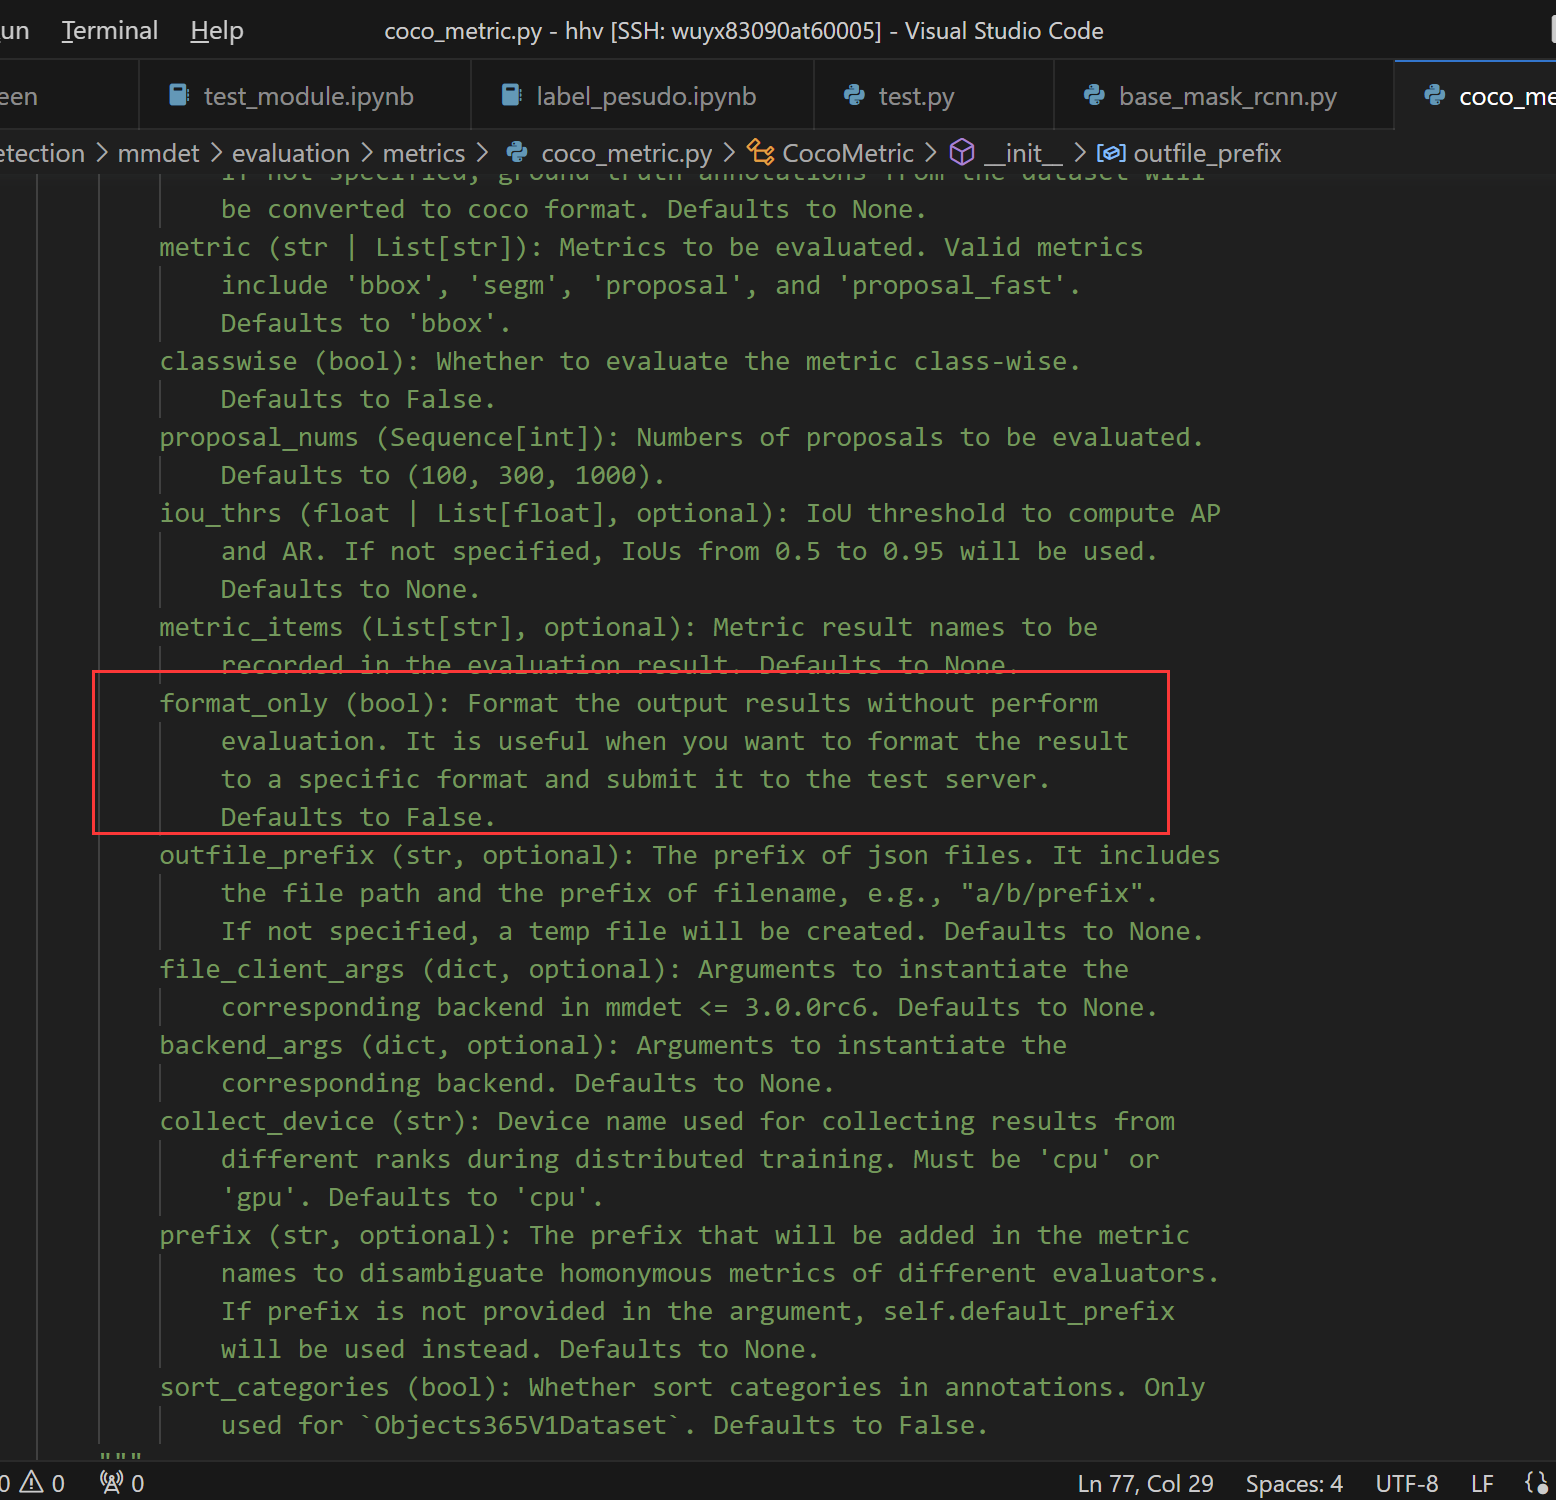 un Terminal Help coco_metric.py - hhv [SSH: wuyx83090at60005] - Visual Studio Code
een test_module.ipynb label_pesudo.ipynb test.py base_mask_rcnn.py coco_me
etection > mmdet > evaluation > metrics > coco_metric.py > CocoMetric > __init__ > outfile_prefix
If not specified, ground truth annotations from the dataset will
be converted to coco format. Defaults to None.
metric (str | List[str]): Metrics to be evaluated. Valid metrics
include 'bbox', 'segm', 'proposal', and 'proposal_fast'.
Defaults to 'bbox'.
classwise (bool): Whether to evaluate the metric class-wise.
Defaults to False.
proposal_nums (Sequence[int]): Numbers of proposals to be evaluated.
Defaults to (100, 300, 1000).
iou_thrs (float | List[float], optional): IoU threshold to compute AP
and AR. If not specified, IoUs from 0.5 to 0.95 will be used.
Defaults to None.
metric_items (List[str], optional): Metric result names to be
recorded in the evaluation result. Defaults to None.
format_only (bool): Format the output results without perform
evaluation. It is useful when you want to format the result
to a specific format and submit it to the test server.
Defaults to False.
outfile_prefix (str, optional): The prefix of json files. It includes
the file path and the prefix of filename, e.g., "a/b/prefix".
If not specified, a temp file will be created. Defaults to None.
file_client_args (dict, optional): Arguments to instantiate the
corresponding backend in mmdet <= 3.0.0rc6. Defaults to None.
backend_args (dict, optional): Arguments to instantiate the
corresponding backend. Defaults to None.
collect_device (str): Device name used for collecting results from
different ranks during distributed training. Must be 'cpu' or
'gpu'. Defaults to 'cpu'.
prefix (str, optional): The prefix that will be added in the metric
names to disambiguate homonymous metrics of different evaluators.
If prefix is not provided in the argument, self.default_prefix
will be used instead. Defaults to None.
sort_categories (bool): Whether sort categories in annotations. Only
used for `Objects365V1Dataset`. Defaults to False.
"""
0 0 0 Ln 77, Col 29 Spaces: 4 UTF-8 LF